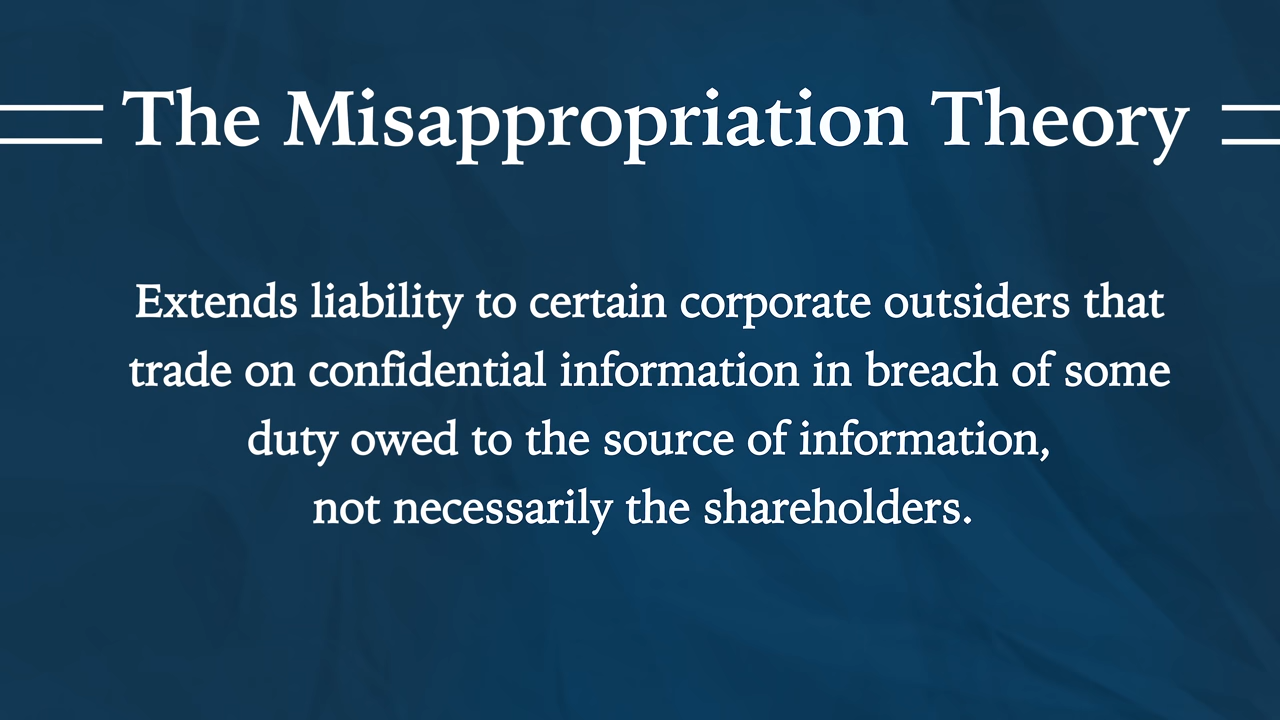 The Misappropriation Theory
Extends liability to certain corporate outsiders that
trade on confidential information in breach of some
duty owed to the source of information,
not necessarily the shareholders.